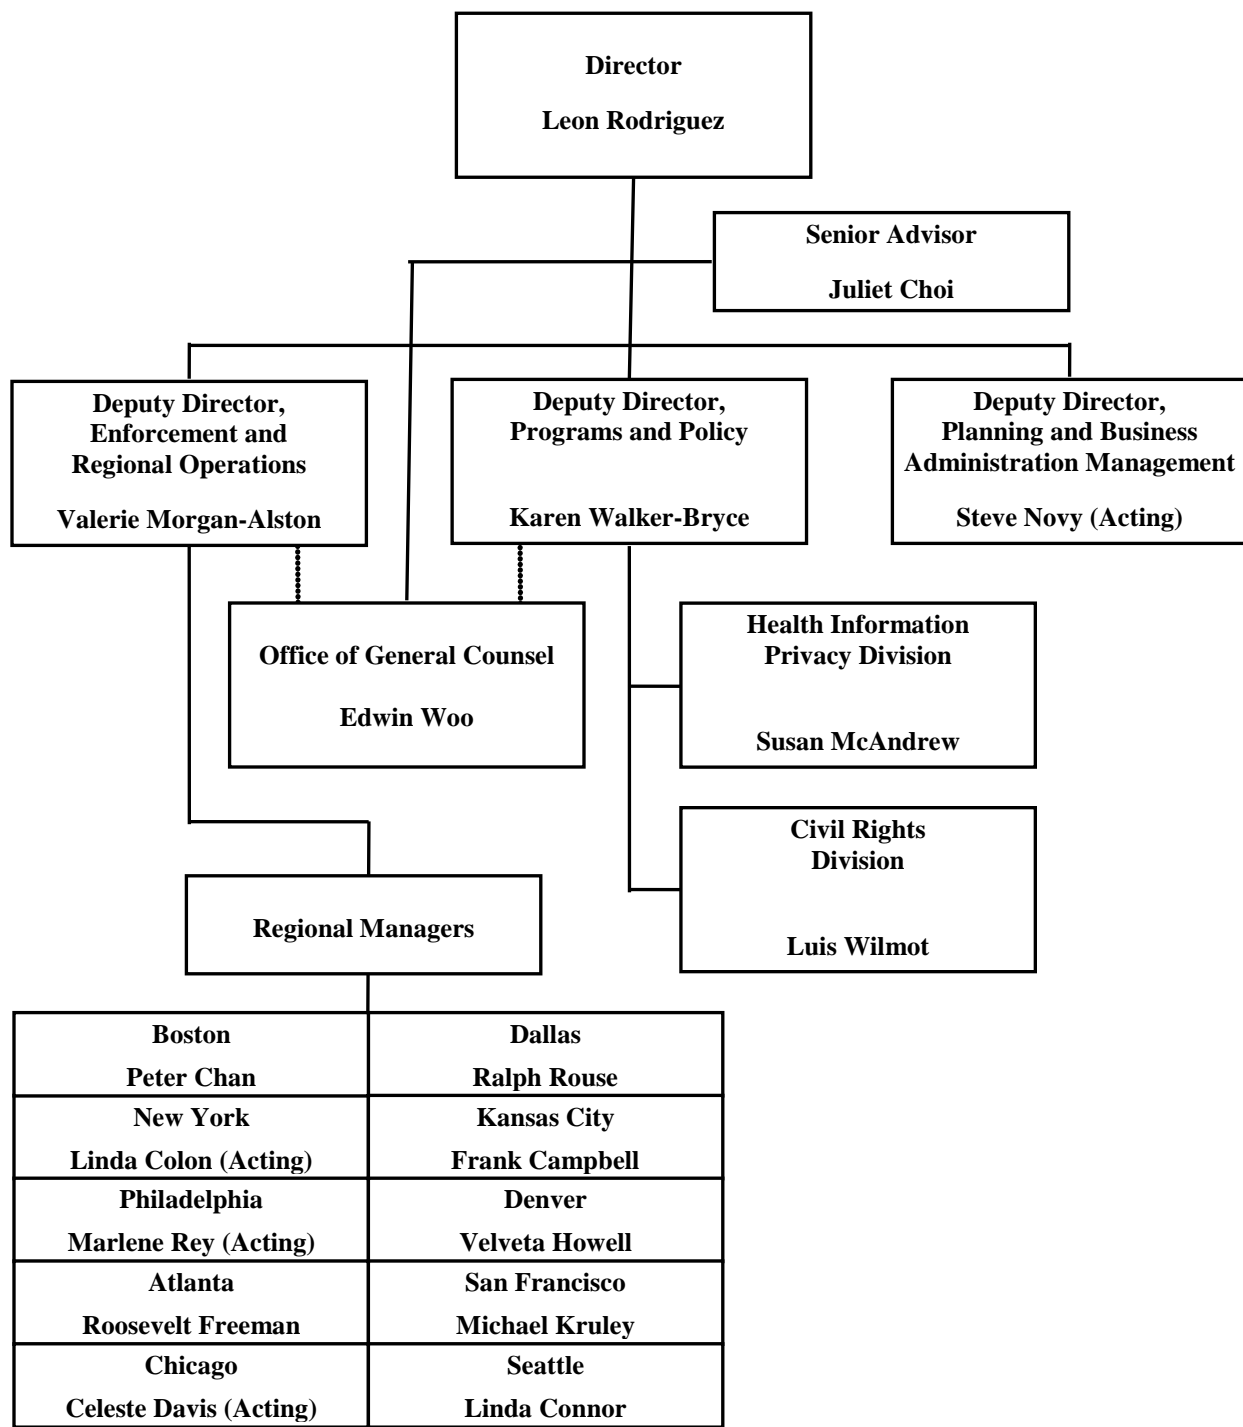 Director
Leon Rodriguez
Senior Advisor
Juliet Choi
Deputy Director,
Enforcement and
Regional Operations
Valerie Morgan-Alston
Deputy Director,
Programs and Policy
Karen Walker-Bryce
Deputy Director,
Planning and Business
Administration Management
Steve Novy (Acting)
Office of General Counsel
Edwin Woo
Health Information
Privacy Division
Susan McAndrew
Civil Rights
Division
Luis Wilmot
Regional Managers
Boston
Peter Chan
Dallas
Ralph Rouse
New York
Linda Colon (Acting)
Kansas City
Frank Campbell
Philadelphia
Marlene Rey (Acting)
Denver
Velveta Howell
Atlanta
Roosevelt Freeman
San Francisco
Michael Kruley
Chicago
Celeste Davis (Acting)
Seattle
Linda Connor